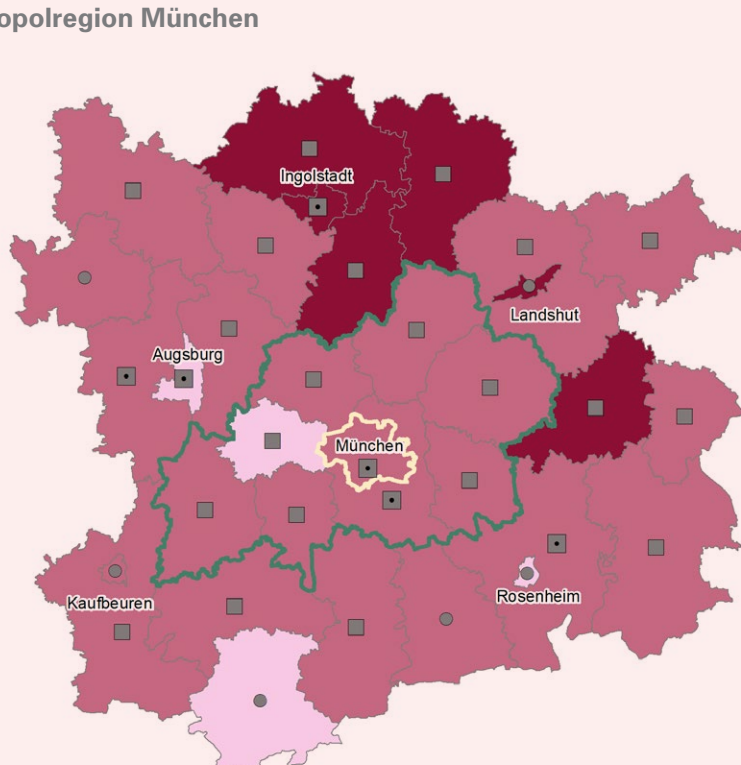 opolregion München
Ingolstadt
Landshut
Augsburg
München
Kaufbeuren
Rosenheim